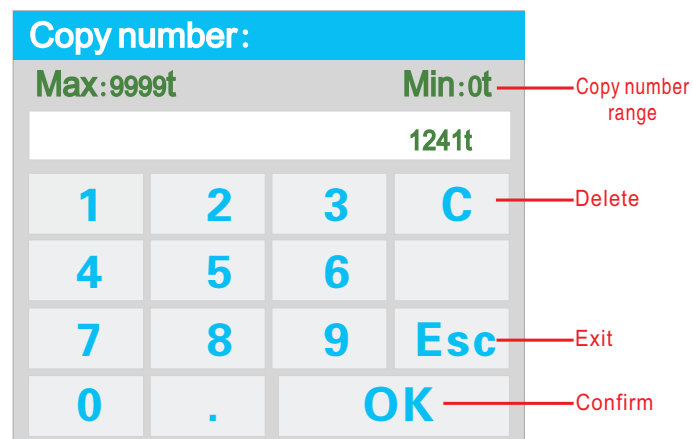 Copy number:
Max:9999t Min:0t
Copy number
range
1241t
1 2 3 C
Delete
4 5 6
7 8 9 Esc
Exit
0 . OK
Confirm